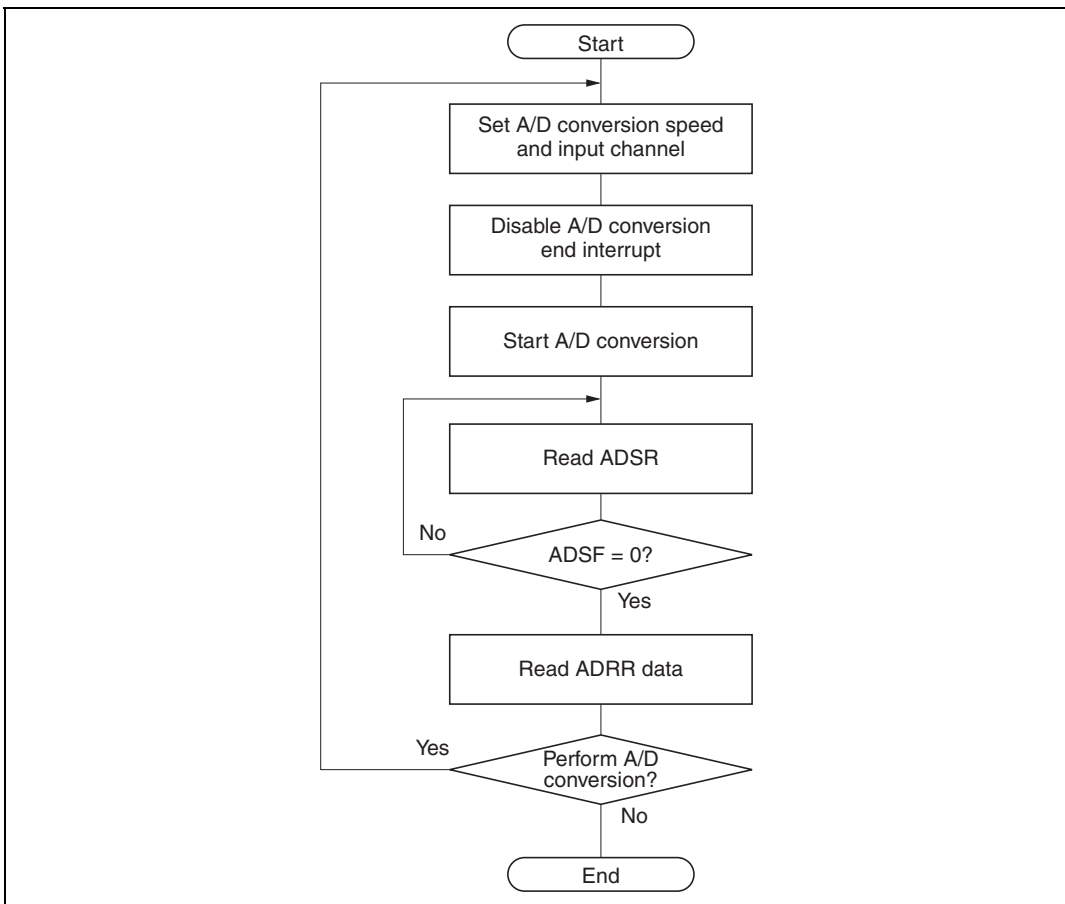 Start
Set A/D conversion speed
and input channel
Disable A/D conversion
end interrupt
Start A/D conversion
Read ADSR
No
ADSF = 0?
Yes
Read ADRR data
Yes
Perform A/D
conversion?
No
End